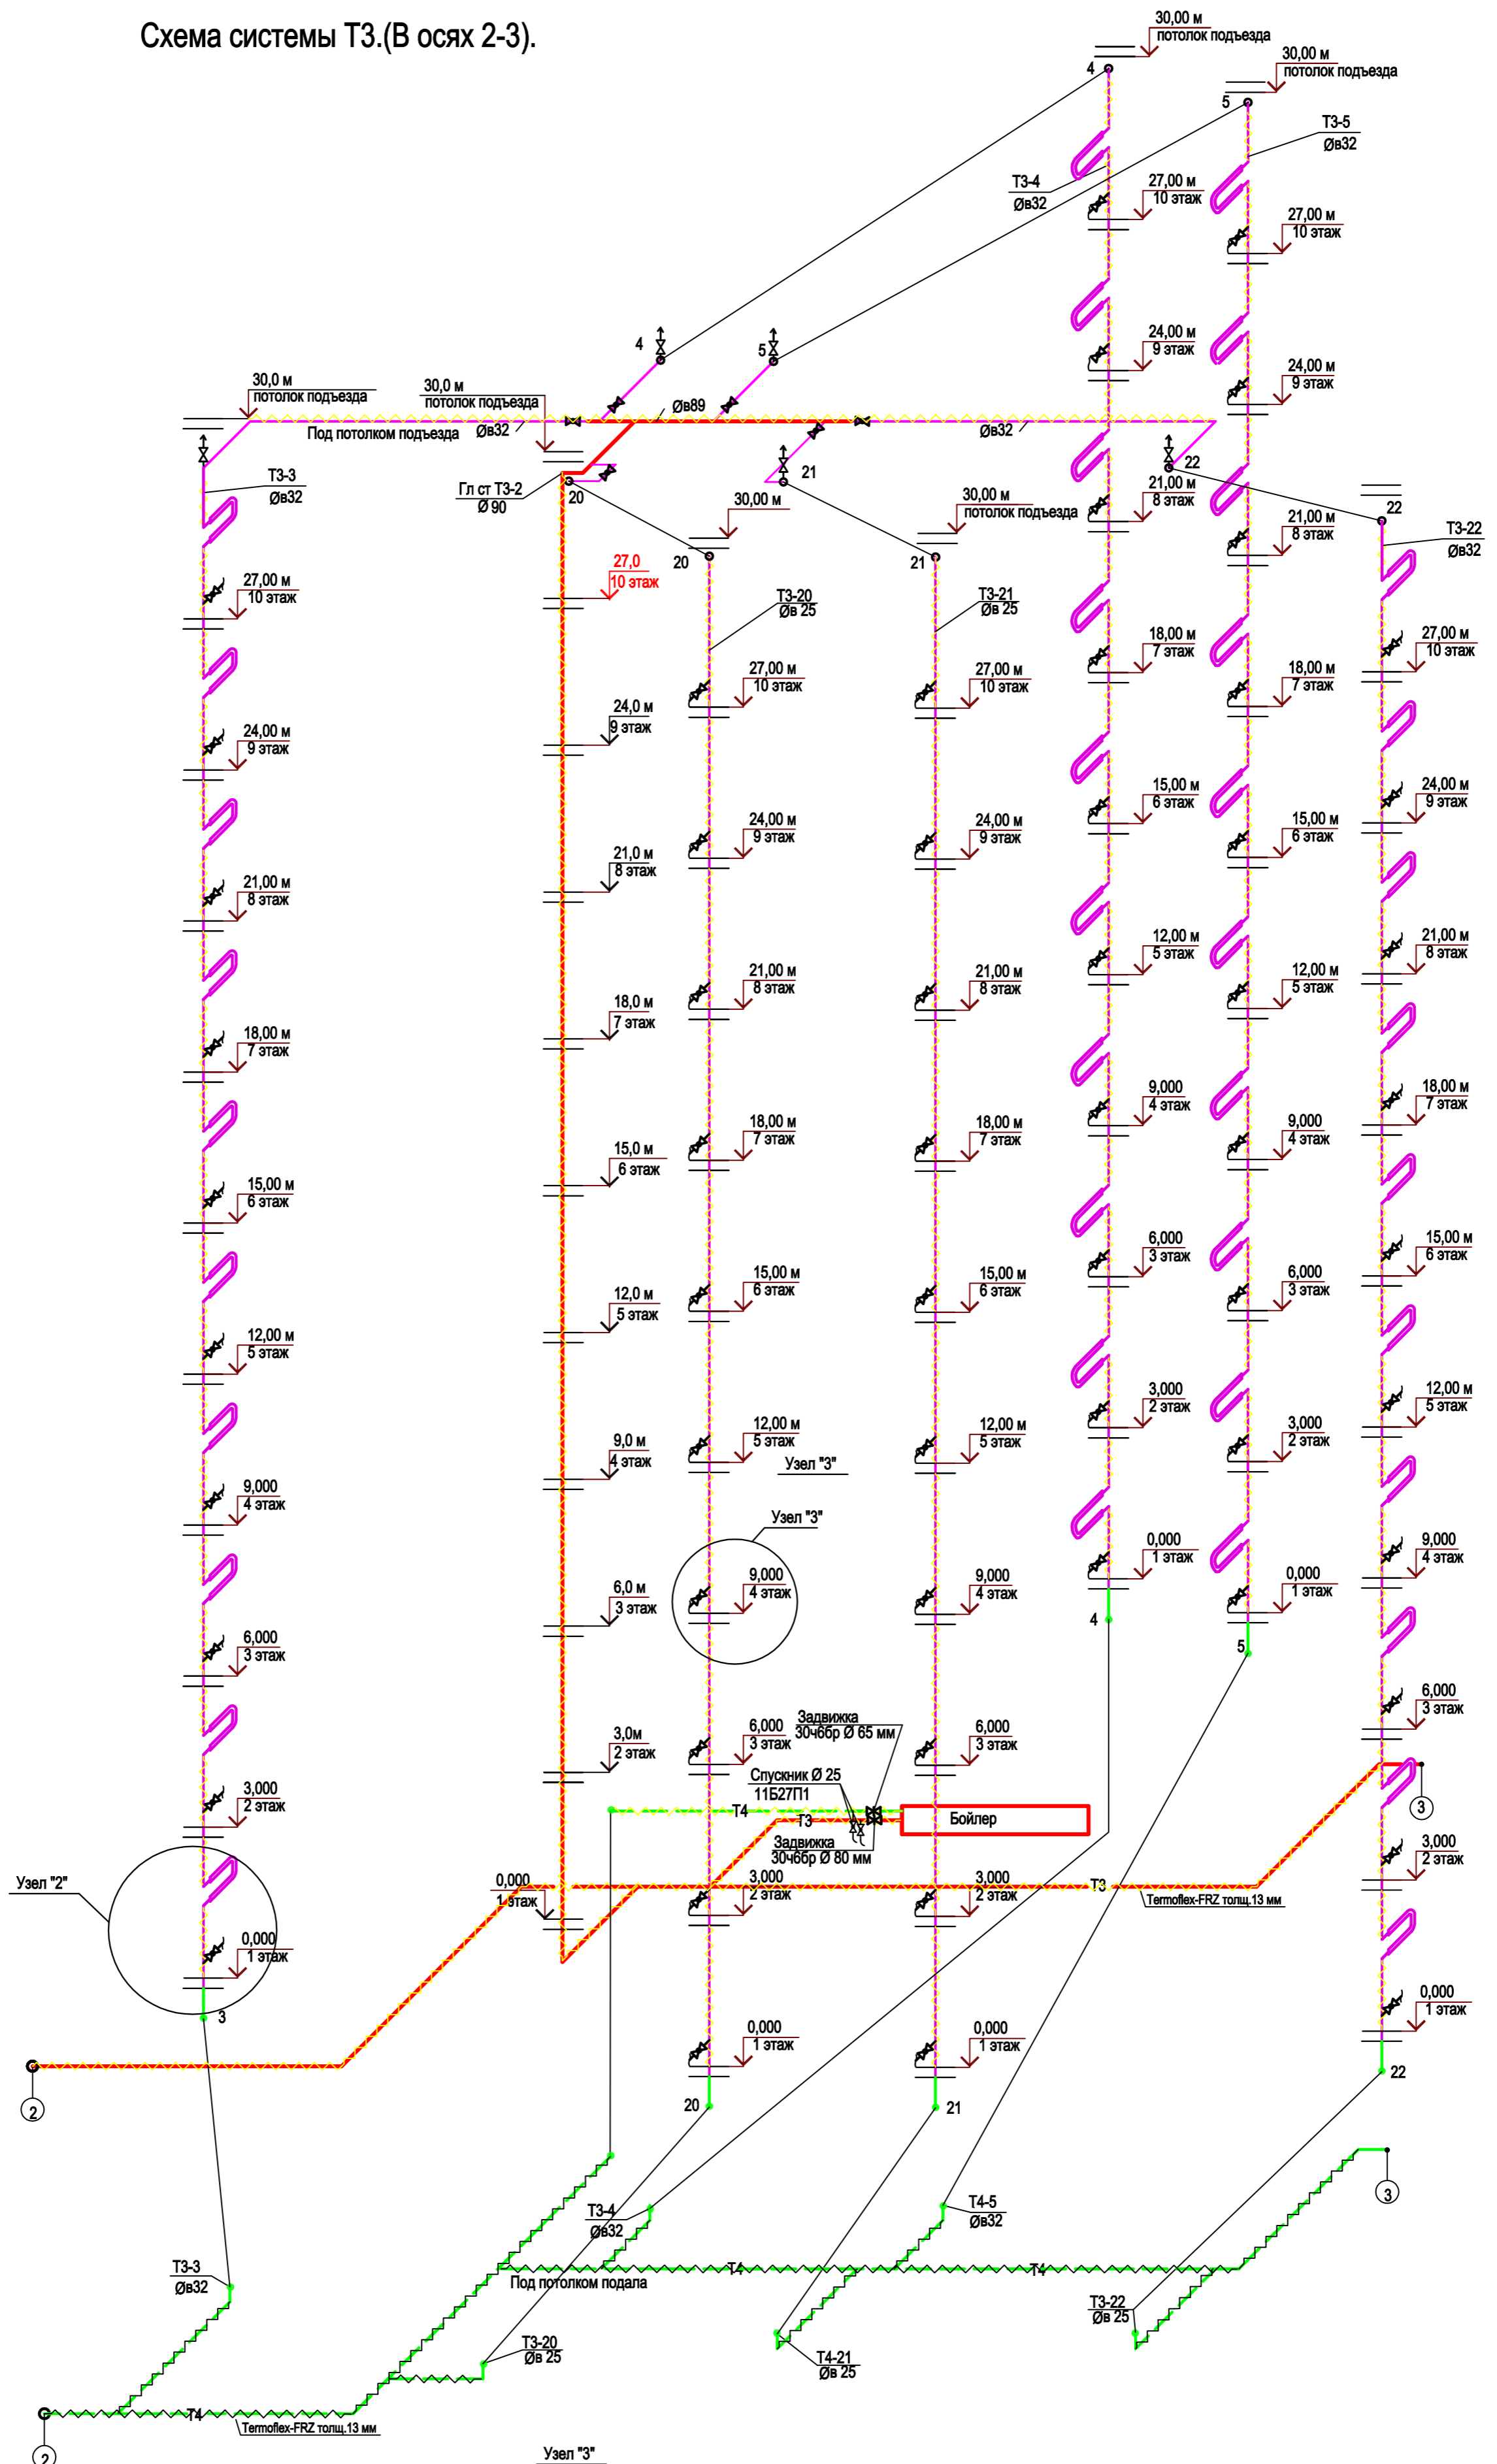 Схема системы Т3.(В осях 2-3).
30,00 м
потолок подъезда
4
30,00 м
потолок подъезда
5
Т3-5
Øв32
Т3-4
Øв32
27,00 м
10 этаж
27,00 м
10 этаж
24,00 м
9 этаж
24,00 м
9 этаж
4
5
30,0 м
потолок подъезда
30,0 м
потолок подъезда
Øв89
Под потолком подъезда
Øв32
Øв32
Т3-3
Øв32
Гл ст Т3-2
Ø 90
20
21
22
21,00 м
8 этаж
21,00 м
8 этаж
30,00 м
20
30,00 м
потолок подъезда
21
22
Т3-22
Øв32
27,0
10 этаж
27,00 м
10 этаж
Т3-20
Øв 25
Т3-21
Øв 25
18,00 м
7 этаж
18,00 м
7 этаж
27,00 м
10 этаж
27,00 м
10 этаж
27,00 м
10 этаж
24,00 м
9 этаж
24,0 м
9 этаж
24,00 м
9 этаж
24,00 м
9 этаж
15,00 м
6 этаж
15,00 м
6 этаж
24,00 м
9 этаж
21,00 м
8 этаж
21,0 м
8 этаж
21,00 м
8 этаж
21,00 м
8 этаж
12,00 м
5 этаж
12,00 м
5 этаж
21,00 м
8 этаж
18,00 м
7 этаж
18,0 м
7 этаж
18,00 м
7 этаж
18,00 м
7 этаж
9,000
4 этаж
9,000
4 этаж
18,00 м
7 этаж
15,00 м
6 этаж
15,0 м
6 этаж
15,00 м
6 этаж
15,00 м
6 этаж
6,000
3 этаж
6,000
3 этаж
15,00 м
6 этаж
12,00 м
5 этаж
12,0 м
5 этаж
12,00 м
5 этаж
12,00 м
5 этаж
3,000
2 этаж
3,000
2 этаж
12,00 м
5 этаж
Узел "3"
9,000
4 этаж
9,0 м
4 этаж
Узел "3"
9,000
4 этаж
9,000
4 этаж
0,000
1 этаж
0,000
1 этаж
9,000
4 этаж
4
5
6,000
3 этаж
6,0 м
3 этаж
6,000
3 этаж
6,000
3 этаж
6,000
3 этаж
Задвижка
30ч6бр Ø 65 мм
3,0м
2 этаж
Спускник Ø 25
11Б27П1
Т4
Т3
Бойлер
Задвижка
30ч6бр Ø 80 мм
3
3,000
2 этаж
3,000
2 этаж
3,000
2 этаж
3,000
2 этаж
Узел "2"
0,000
1 этаж
Т3
Termoflex-FRZ толщ.13 мм
0,000
1 этаж
3
0,000
1 этаж
0,000
1 этаж
0,000
1 этаж
2
20
21
22
Т3-4
Øв32
Т4-5
Øв32
3
Т3-3
Øв32
Т4
Т4
Под потолком подала
Т3-22
Øв 25
Т3-20
Øв 25
Т4-21
Øв 25
Т4
Termoflex-FRZ толщ.13 мм
2
Узел "3"